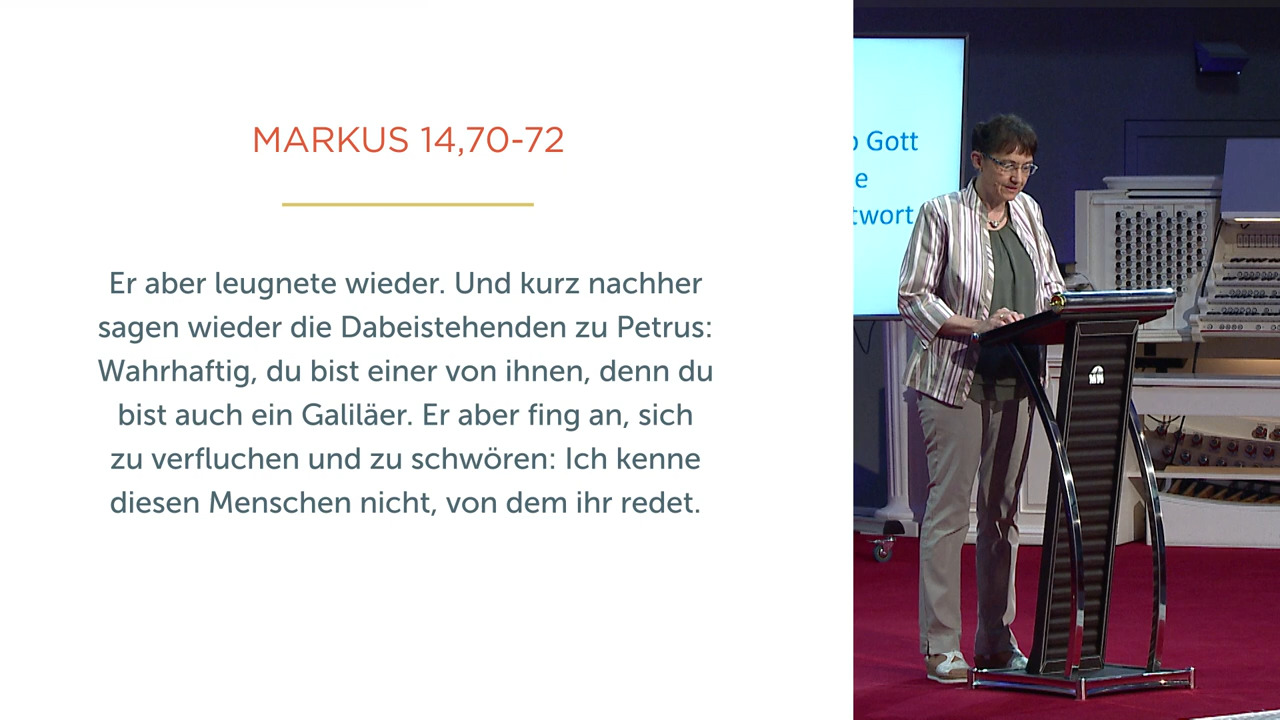 MARKUS 14,70-72
Er aber leugnete wieder. Und kurz nachher
sagen wieder die Dabeistehenden zu Petrus:
Wahrhaftig, du bist einer von ihnen, denn du
bist auch ein Galiläer. Er aber fing an, sich
zu verfluchen und zu schwören: Ich kenne
diesen Menschen nicht, von dem ihr redet.
Gott